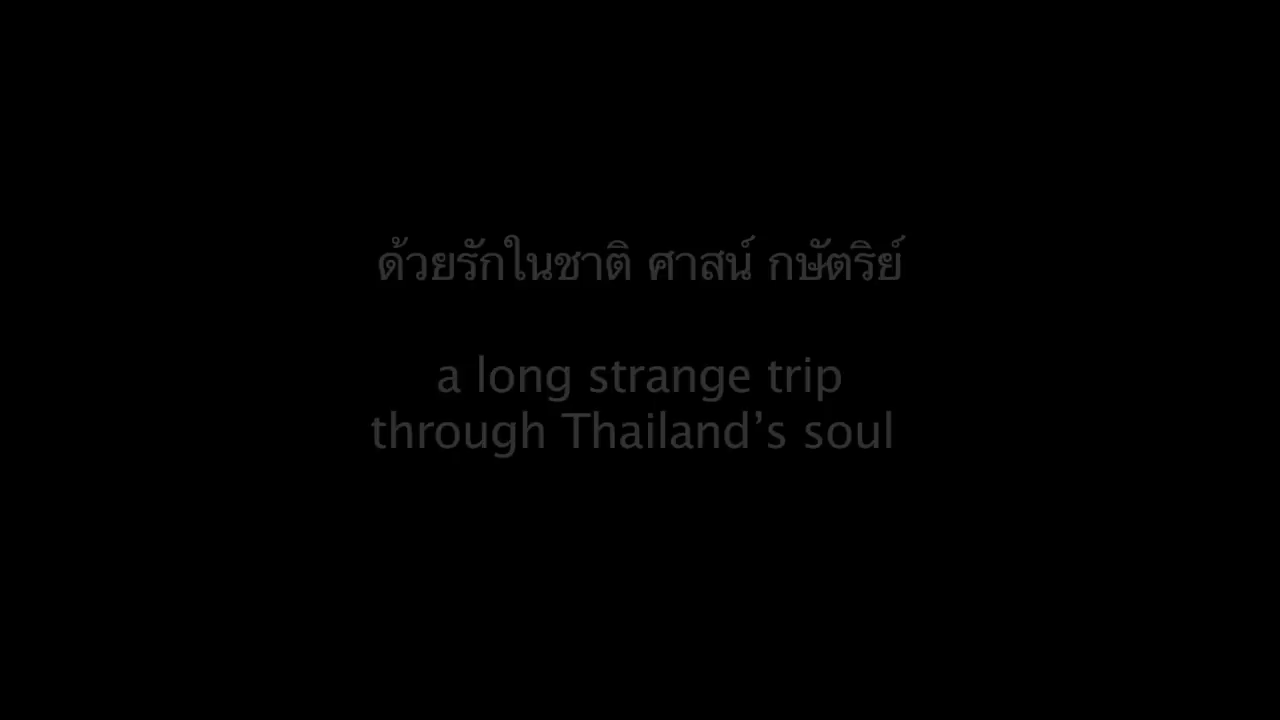 ด้วยรักในชาติ ศาสน์ กษัตริย์
a long strange trip
through Thailand’s soul